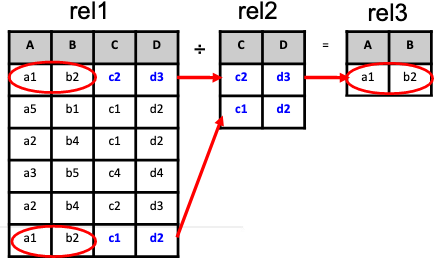 rel1 rel2 rel3
A B C D ÷ C D = A B
a1 b2 c2 d3 c2 d3 a1 b2
a5 b1 c1 d2 c1 d2
a2 b4 c1 d2
a3 b5 c4 d4
a2 b4 c2 d3
a1 b2 c1 d2